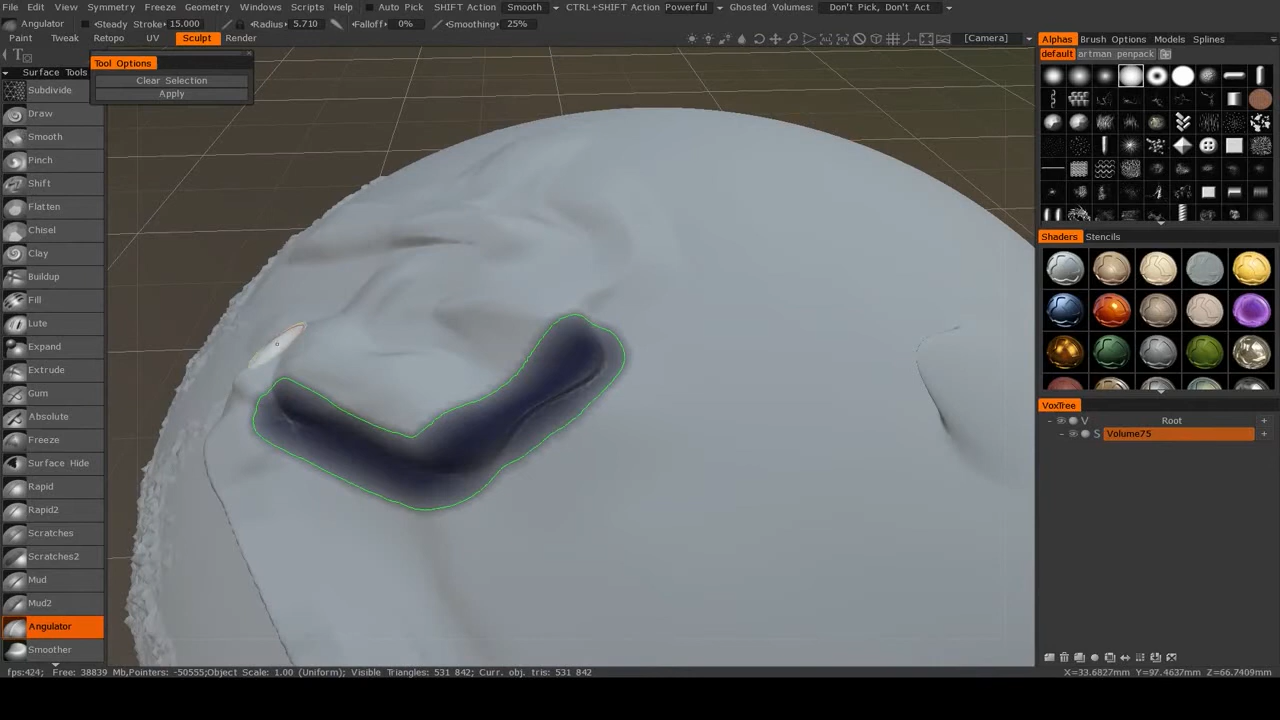 File Edit View Symmetry Freeze Geometry Windows Scripts Help Auto Pick SHIFT Action Smooth CTRL+SHIFT Action Powerful Ghosted Volumes: Don't Pick, Don't Act
Angulator Steady Stroke 15.000 Radius 5.710 Falloff 0% Smoothing 25%
Paint Tweak Retopo UV Sculpt Render [Camera]
Tool Options
Clear Selection
Apply
Surface Tools
Subdivide
Draw
Smooth
Pinch
Shift
Flatten
Chisel
Clay
Buildup
Fill
Lute
Expand
Extrude
Gum
Absolute
Freeze
Surface Hide
Rapid
Rapid2
Scratches
Scratches2
Mud
Mud2
Angulator
Smoother
Alphas Brush Options Models Splines
default artman penpack
Shaders Stencils
VoxTree
V Root +
S Volume75 +
fps:424; Free: 38839 Mb,Pointers: -50555;Object Scale: 1.00 (Uniform); Visible Triangles: 531 842; Curr. obj. tris: 531 842 X=33.6827mm Y=97.4637mm Z=66.7409mm